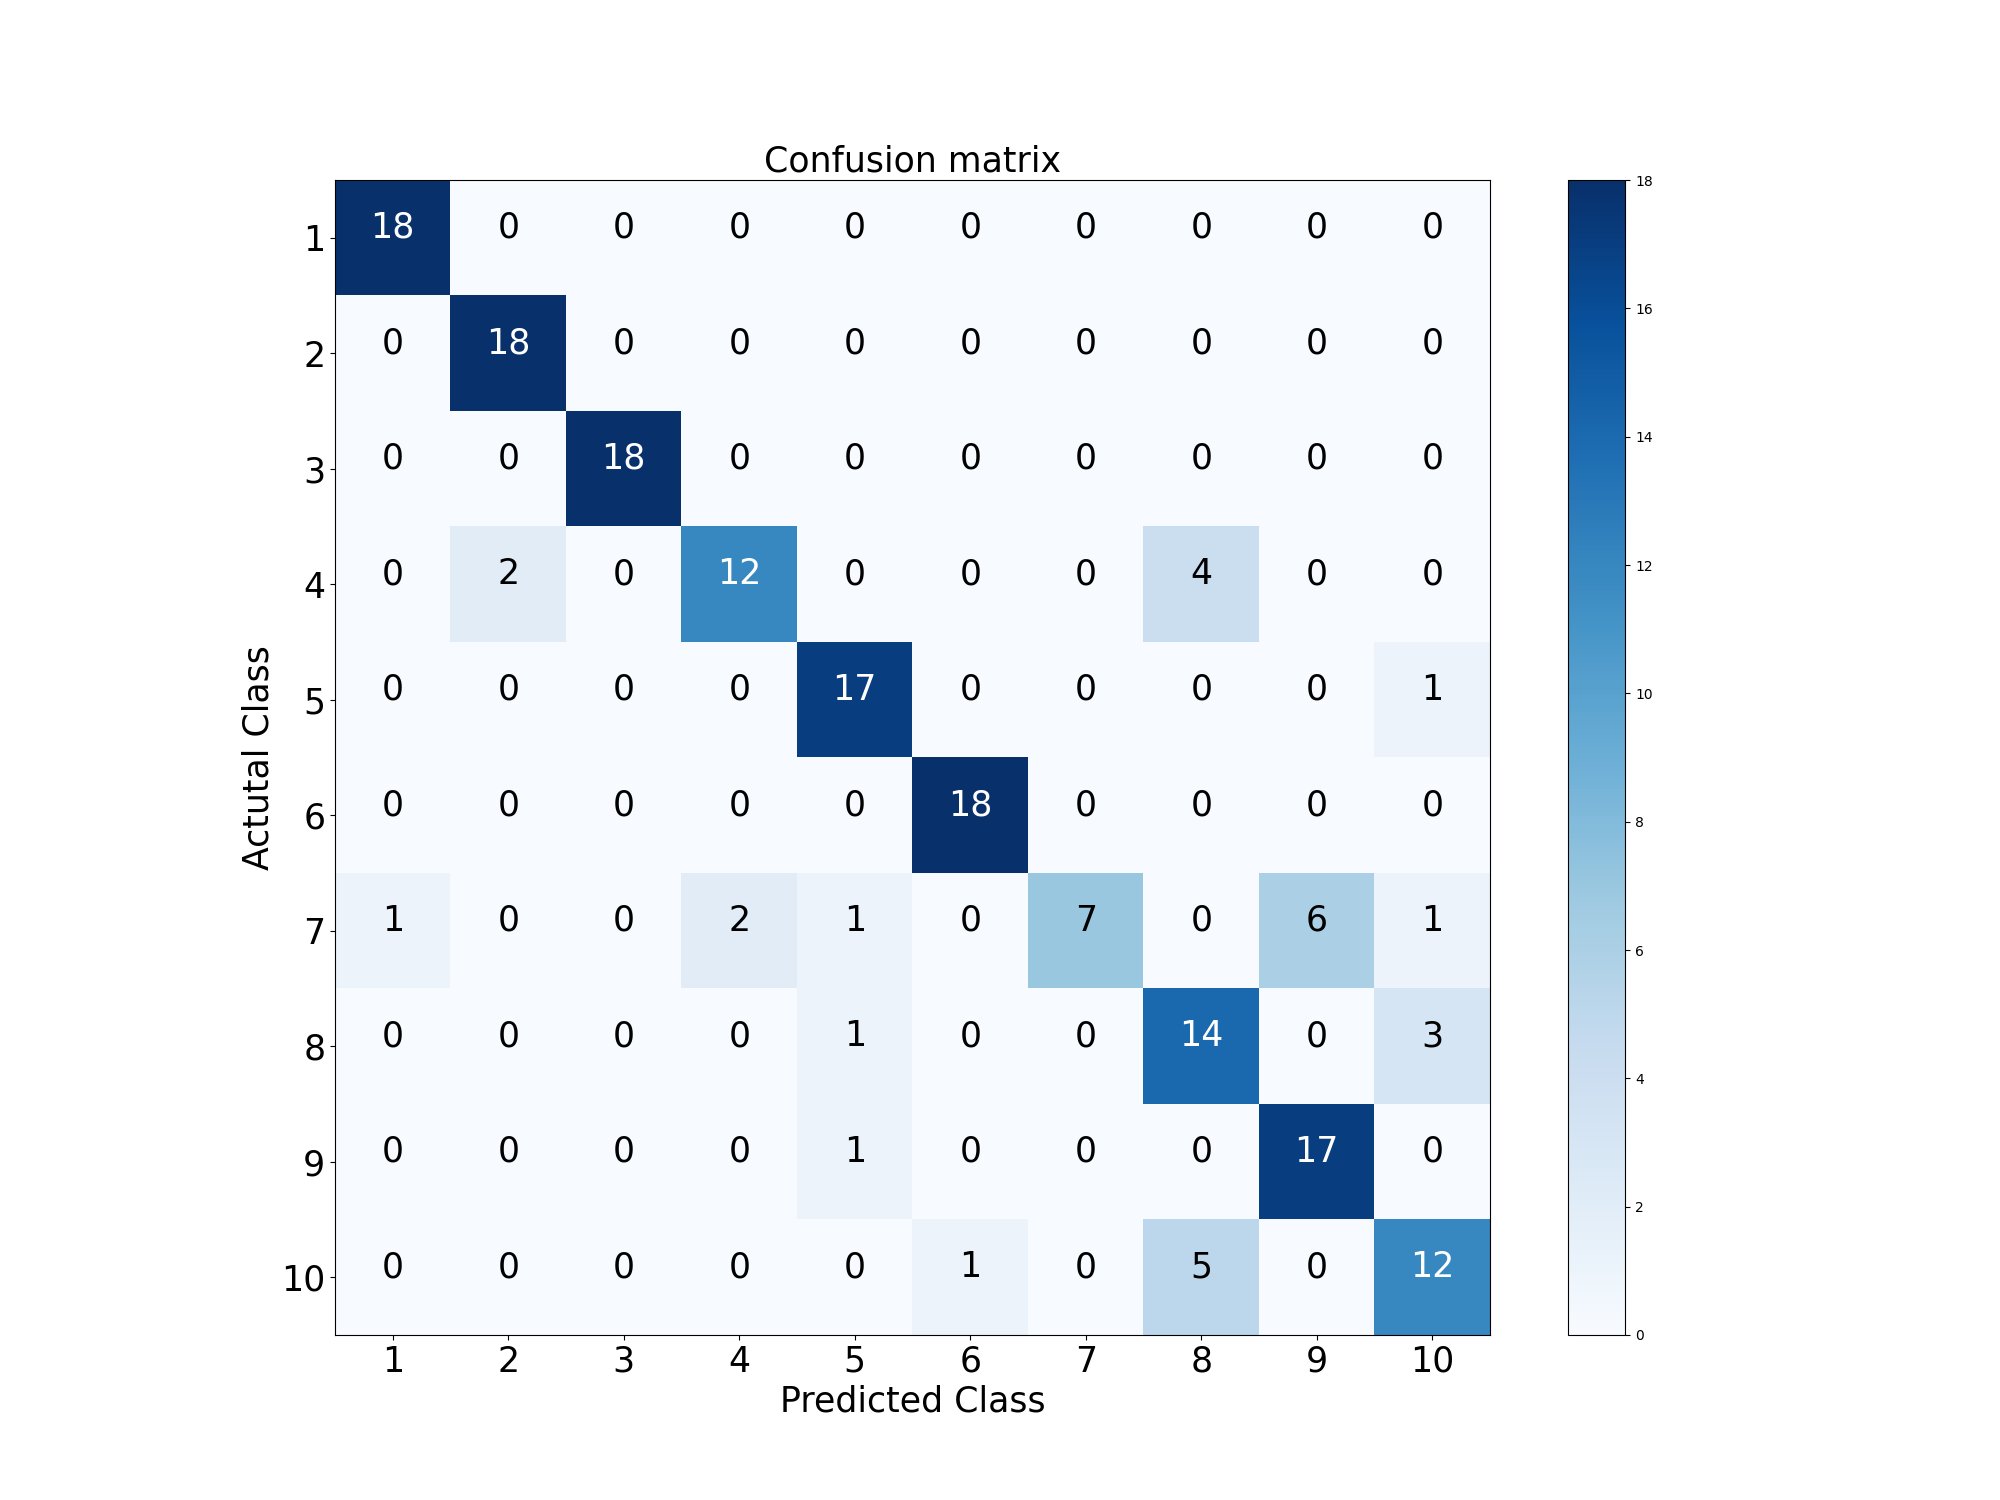 Confusion matrix
1 18 0 0 0 0 0 0 0 0 0
2 0 18 0 0 0 0 0 0 0 0
3 0 0 18 0 0 0 0 0 0 0
4 0 2 0 12 0 0 0 4 0 0
5 0 0 0 0 17 0 0 0 0 1
6 0 0 0 0 0 18 0 0 0 0
7 1 0 0 2 1 0 7 0 6 1
8 0 0 0 0 1 0 0 14 0 3
9 0 0 0 0 1 0 0 0 17 0
10 0 0 0 0 0 1 0 5 0 12
1 2 3 4 5 6 7 8 9 10
Predicted Class
Actutal Class
18
16
14
12
10
8
6
4
2
0